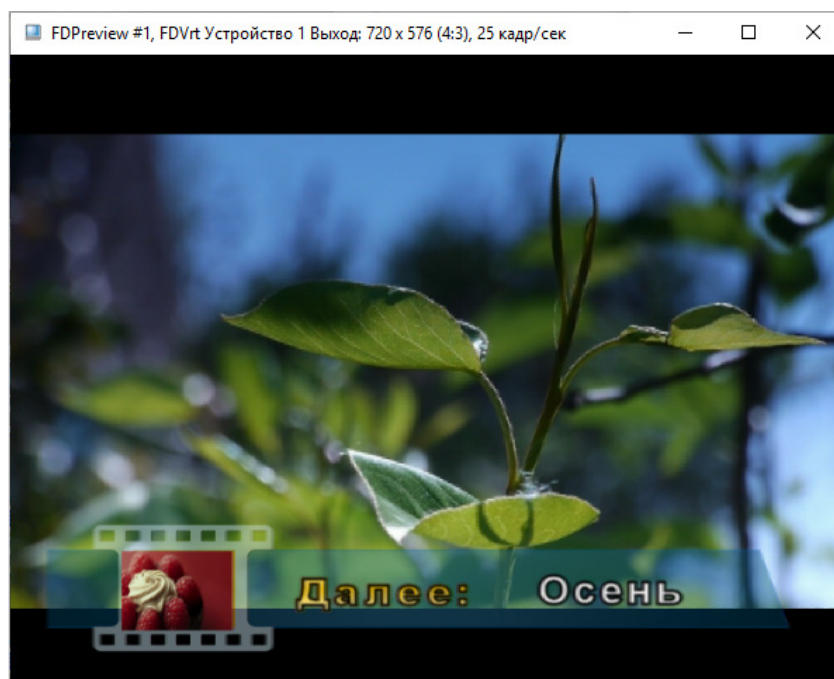 FDPreview #1, FDVrt Устройство 1 Выход: 720 x 576 (4:3), 25 кадр/сек
Далее: Осень